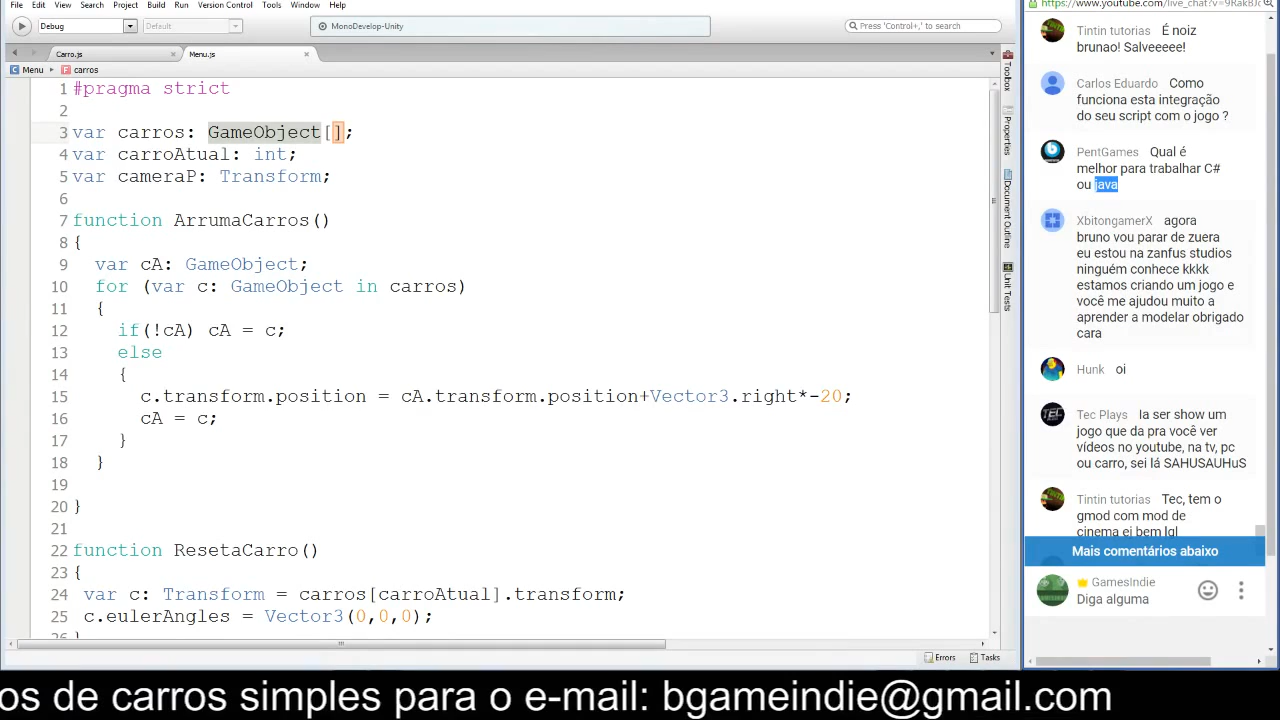 File Edit View Search Project Build Run Version Control Tools Window Help
https://www.youtube.com/live_chat?v=9RakBJ
Debug Default MonoDevelop-Unity Press 'Control+,' to search
Carro.js Menu.js
Menu carros
1 #pragma strict
2
3 var carros: GameObject[];
4 var carroAtual: int;
5 var cameraP: Transform;
6
7 function ArrumaCarros()
8 {
9 var cA: GameObject;
10 for (var c: GameObject in carros)
11 {
12 if(!cA) cA = c;
13 else
14 {
15 c.transform.position = cA.transform.position+Vector3.right*-20;
16 cA = c;
17 }
18 }
19
20 }
21
22 function ResetaCarro()
23 {
24 var c: Transform = carros[carroAtual].transform;
25 c.eulerAngles = Vector3(0,0,0);
26
Toolbox
Properties
Document Outline
Unit Tests
Errors Tasks
Tintin tutorias É noiz
brunao! Salveeeee!
Carlos Eduardo Como
funciona esta integração
do seu script com o jogo ?
PentGames Qual é
melhor para trabalhar C#
ou java
XbitongamerX agora
bruno vou parar de zuera
eu estou na zanfus studios
ninguém conhece kkkk
estamos criando um jogo e
você me ajudou muito a
aprender a modelar obrigado
cara
Hunk oi
Tec Plays Ia ser show um
jogo que da pra você ver
vídeos no youtube, na tv, pc
ou carro, sei lá SAHUSAUHuS
Tintin tutorias Tec, tem o
gmod com mod de
cinema ei bem lgl
Mais comentários abaixo
GamesIndie
Diga alguma
os de carros simples para o e-mail: bgameindie@gmail.com